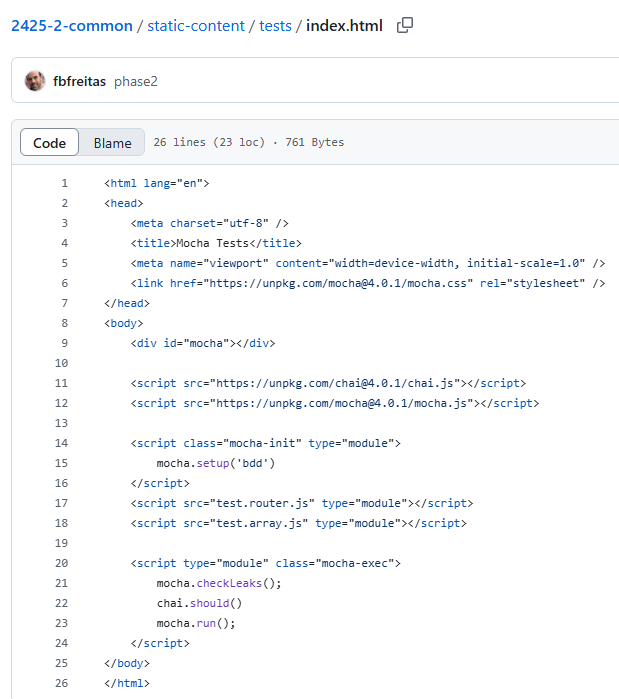 2425-2-common / static-content / tests / index.html
fbfreitas phase2
Code Blame 26 lines (23 loc) · 761 Bytes
1 <html lang="en">
2 <head>
3     <meta charset="utf-8" />
4     <title>Mocha Tests</title>
5     <meta name="viewport" content="width=device-width, initial-scale=1.0" />
6     <link href="https://unpkg.com/mocha@4.0.1/mocha.css" rel="stylesheet" />
7 </head>
8 <body>
9     <div id="mocha"></div>
10
11     <script src="https://unpkg.com/chai@4.0.1/chai.js"></script>
12     <script src="https://unpkg.com/mocha@4.0.1/mocha.js"></script>
13
14     <script class="mocha-init" type="module">
15         mocha.setup('bdd')
16     </script>
17     <script src="test.router.js" type="module"></script>
18     <script src="test.array.js" type="module"></script>
19
20     <script type="module" class="mocha-exec">
21         mocha.checkLeaks();
22         chai.should()
23         mocha.run();
24     </script>
25 </body>
26 </html>